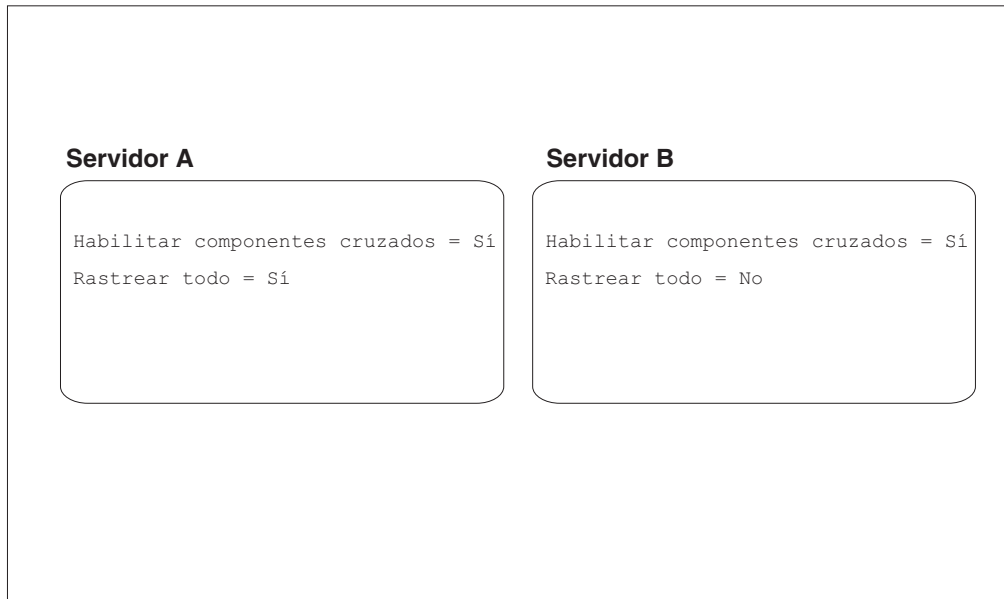 Servidor A
Habilitar componentes cruzados = Sí
Rastrear todo = Sí
Servidor B
Habilitar componentes cruzados = Sí
Rastrear todo = No